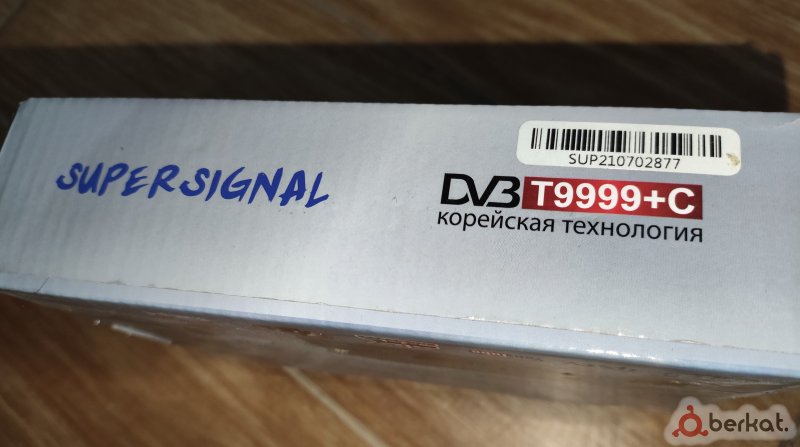 SUP210702877
SUPERSIGNAL
DVB T9999+C
корейская технология
berkat.